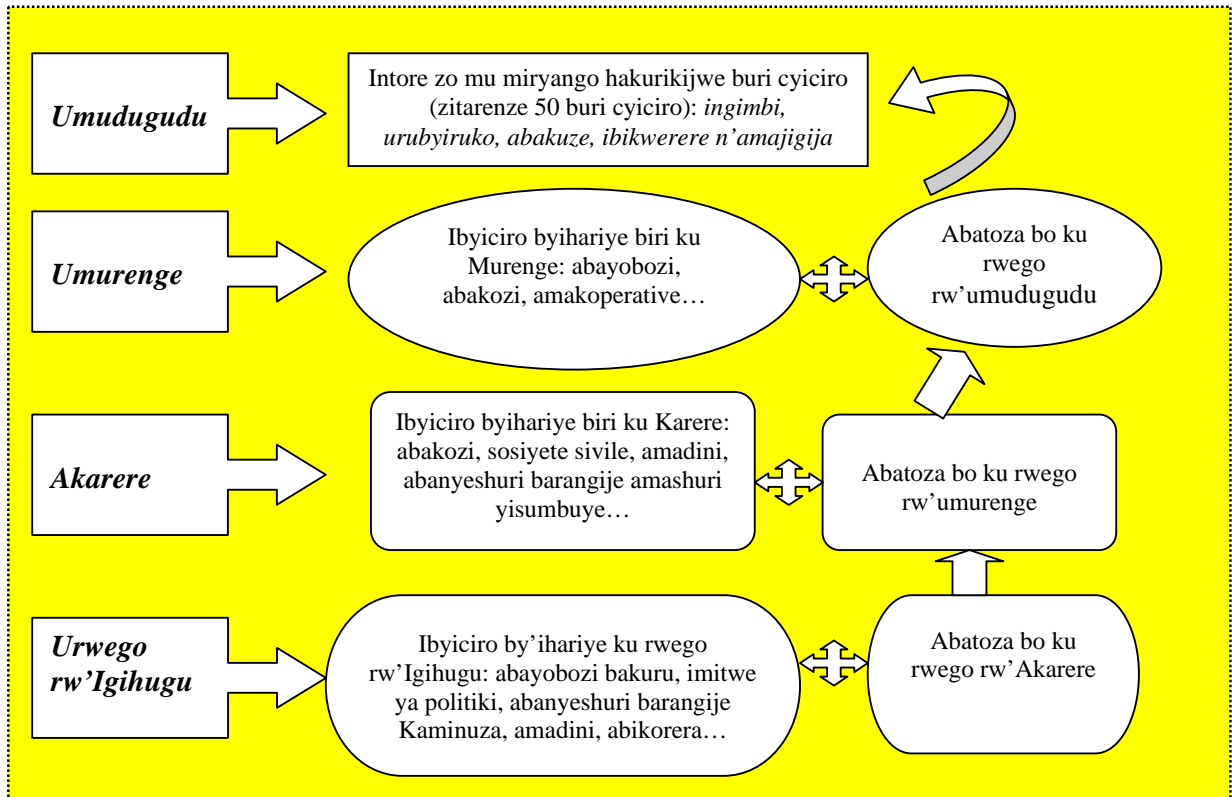 Umudugudu
Intore zo mu miryango hakurikijwe buri cyiciro
(zitarenze 50 buri cyiciro): ingimbi,
urubyiruko, abakuze, ibikwerere n'amajigija
Umurenge
Ibyiciro byihariye biri ku
Murenge: abayobozi,
abakozi, amakoperative…
Abatoza bo ku
rwego
rw'umudugudu
Akarere
Ibyiciro byihariye biri ku Karere:
abakozi, sosiyete sivile, amadini,
abanyeshuri barangije amashuri
yisumbuye…
Abatoza bo ku rwego
rw'umurenge
Urwego
rw'Igihugu
Ibyiciro by'ihariye ku rwego
rw'Igihugu: abayobozi bakuru, imitwe
ya politiki, abanyeshuri barangije
Kaminuza, amadini, abikorera…
Abatoza bo ku
rwego rw'Akarere